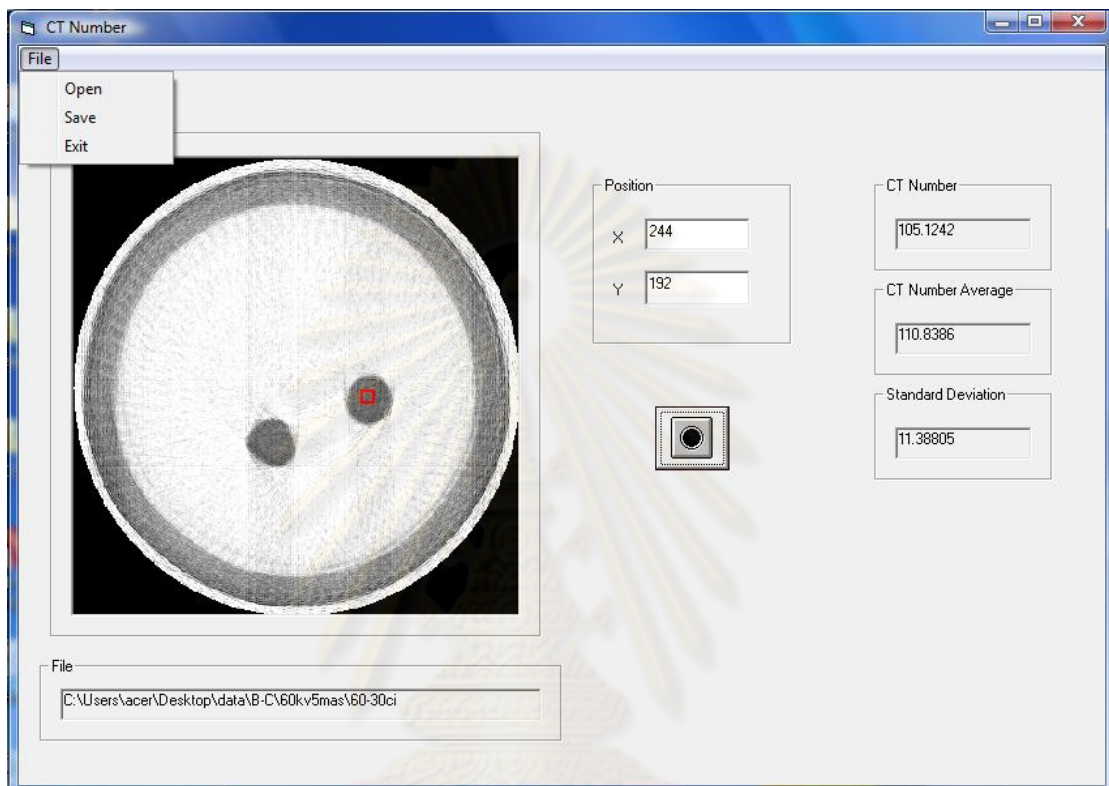 CT Number
File
Open
Save
Exit
Position
X 244
Y 192
CT Number
105.1242
CT Number Average
110.8386
Standard Deviation
11.38805
File
C:\Users\acer\Desktop\data\B-C\60kv5mas\60-30ci